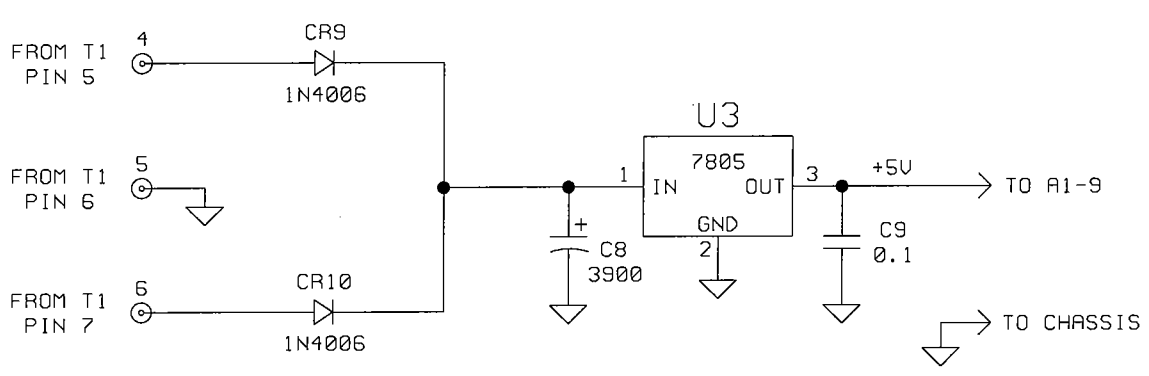 FROM T1
PIN 5
4
CR9
1N4006
FROM T1
PIN 6
5
U3
7805
1
IN
OUT
3
+5V
TO A1-9
GND
2
+
C8
3900
C9
0.1
FROM T1
PIN 7
6
CR10
1N4006
TO CHASSIS